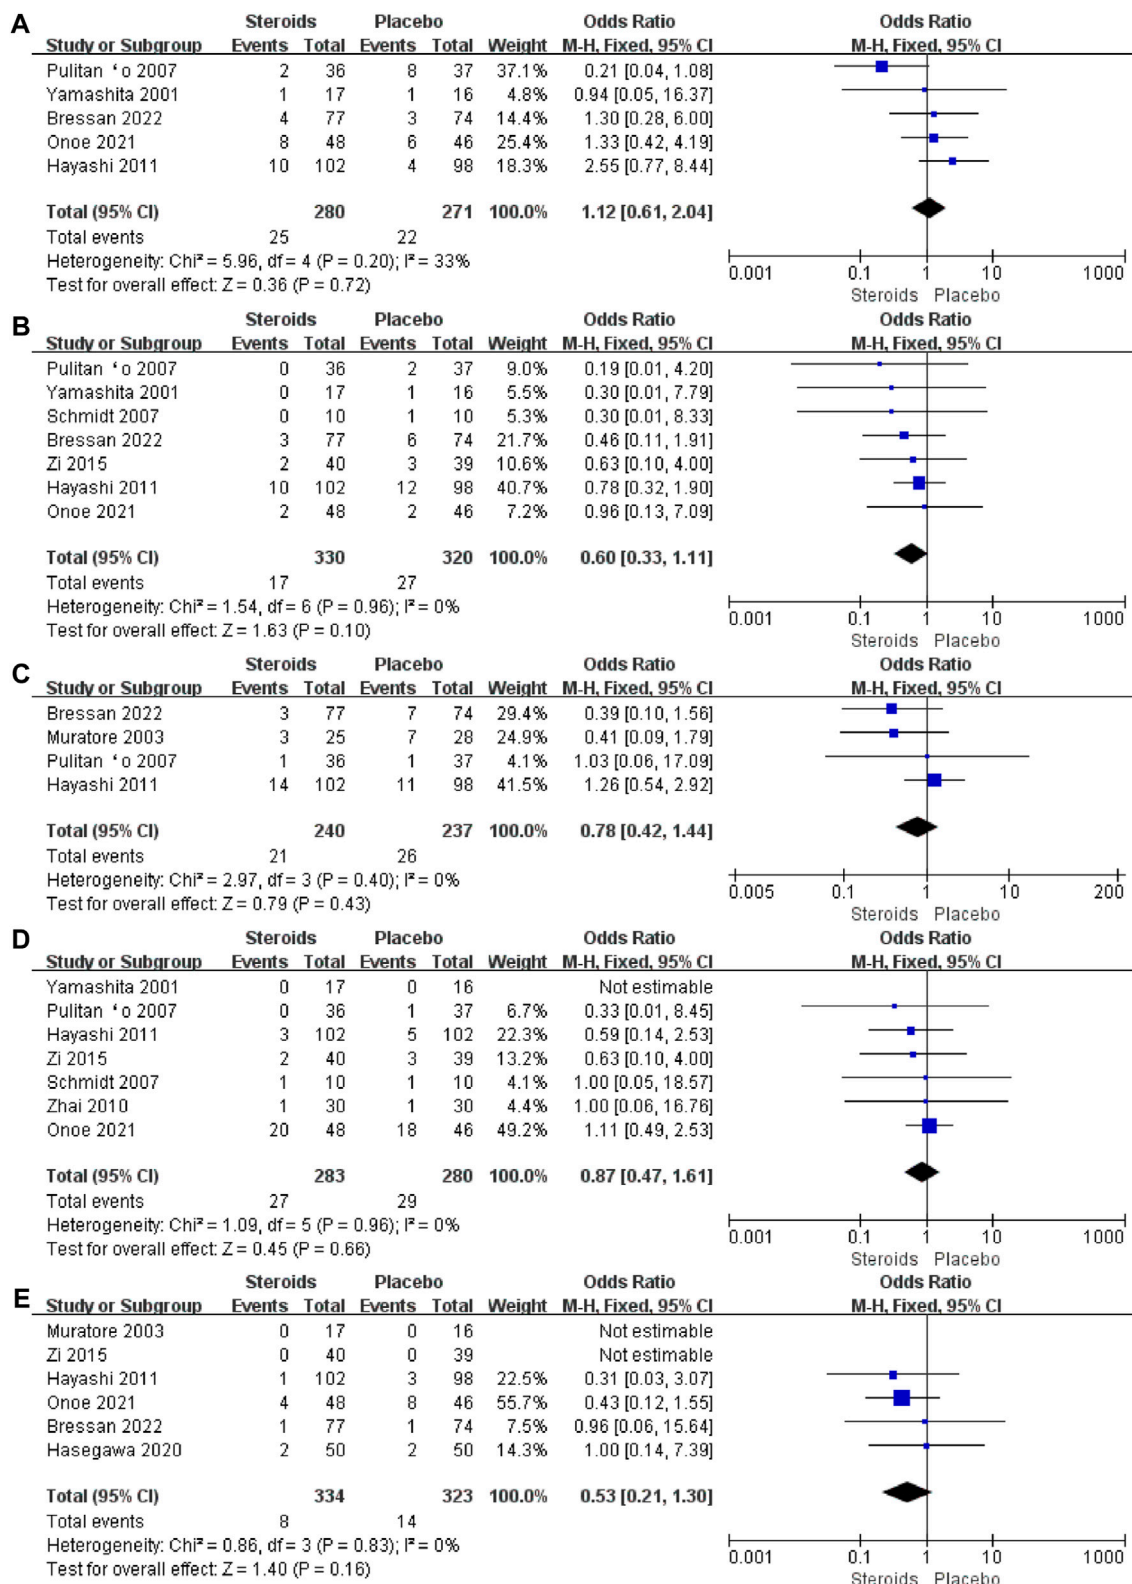 A
Steroids Placebo Odds Ratio Odds Ratio
Study or Subgroup Events Total Events Total Weight M-H, Fixed, 95% CI M-H, Fixed, 95% CI
Pulitan ‘o 2007 2 36 8 37 37.1% 0.21 [0.04, 1.08]
Yamashita 2001 1 17 1 16 4.8% 0.94 [0.05, 16.37]
Bressan 2022 4 77 3 74 14.4% 1.30 [0.28, 6.00]
Onoe 2021 8 48 6 46 25.4% 1.33 [0.42, 4.19]
Hayashi 2011 10 102 4 98 18.3% 2.55 [0.77, 8.44]
Total (95% CI) 280 271 100.0% 1.12 [0.61, 2.04]
Total events 25 22
Heterogeneity: Chi² = 5.96, df = 4 (P = 0.20); I² = 33%
Test for overall effect: Z = 0.36 (P = 0.72)
0.001 0.1 1 10 1000
Steroids Placebo
B
Steroids Placebo Odds Ratio Odds Ratio
Study or Subgroup Events Total Events Total Weight M-H, Fixed, 95% CI M-H, Fixed, 95% CI
Pulitan ‘o 2007 0 36 2 37 9.0% 0.19 [0.01, 4.20]
Yamashita 2001 0 17 1 16 5.5% 0.30 [0.01, 7.79]
Schmidt 2007 0 10 1 10 5.3% 0.30 [0.01, 8.33]
Bressan 2022 3 77 6 74 21.7% 0.46 [0.11, 1.91]
Zi 2015 2 40 3 39 10.6% 0.63 [0.10, 4.00]
Hayashi 2011 10 102 12 98 40.7% 0.78 [0.32, 1.90]
Onoe 2021 2 48 2 46 7.2% 0.96 [0.13, 7.09]
Total (95% CI) 330 320 100.0% 0.60 [0.33, 1.11]
Total events 17 27
Heterogeneity: Chi² = 1.54, df = 6 (P = 0.96); I² = 0%
Test for overall effect: Z = 1.63 (P = 0.10)
0.001 0.1 1 10 1000
Steroids Placebo
C
Steroids Placebo Odds Ratio Odds Ratio
Study or Subgroup Events Total Events Total Weight M-H, Fixed, 95% CI M-H, Fixed, 95% CI
Bressan 2022 3 77 7 74 29.4% 0.39 [0.10, 1.56]
Muratore 2003 3 25 7 28 24.9% 0.41 [0.09, 1.79]
Pulitan ‘o 2007 1 36 1 37 4.1% 1.03 [0.06, 17.09]
Hayashi 2011 14 102 11 98 41.5% 1.26 [0.54, 2.92]
Total (95% CI) 240 237 100.0% 0.78 [0.42, 1.44]
Total events 21 26
Heterogeneity: Chi² = 2.97, df = 3 (P = 0.40); I² = 0%
Test for overall effect: Z = 0.79 (P = 0.43)
0.005 0.1 1 10 200
Steroids Placebo
D
Steroids Placebo Odds Ratio Odds Ratio
Study or Subgroup Events Total Events Total Weight M-H, Fixed, 95% CI M-H, Fixed, 95% CI
Yamashita 2001 0 17 0 16 Not estimable
Pulitan ‘o 2007 0 36 1 37 6.7% 0.33 [0.01, 8.45]
Hayashi 2011 3 102 5 102 22.3% 0.59 [0.14, 2.53]
Zi 2015 2 40 3 39 13.2% 0.63 [0.10, 4.00]
Schmidt 2007 1 10 1 10 4.1% 1.00 [0.05, 18.57]
Zhai 2010 1 30 1 30 4.4% 1.00 [0.06, 16.76]
Onoe 2021 20 48 18 46 49.2% 1.11 [0.49, 2.53]
Total (95% CI) 283 280 100.0% 0.87 [0.47, 1.61]
Total events 27 29
Heterogeneity: Chi² = 1.09, df = 5 (P = 0.96); I² = 0%
Test for overall effect: Z = 0.45 (P = 0.66)
0.001 0.1 1 10 1000
Steroids Placebo
E
Steroids Placebo Odds Ratio Odds Ratio
Study or Subgroup Events Total Events Total Weight M-H, Fixed, 95% CI M-H, Fixed, 95% CI
Muratore 2003 0 17 0 16 Not estimable
Zi 2015 0 40 0 39 Not estimable
Hayashi 2011 1 102 3 98 22.5% 0.31 [0.03, 3.07]
Onoe 2021 4 48 8 46 55.7% 0.43 [0.12, 1.55]
Bressan 2022 1 77 1 74 7.5% 0.96 [0.06, 15.64]
Hasegawa 2020 2 50 2 50 14.3% 1.00 [0.14, 7.39]
Total (95% CI) 334 323 100.0% 0.53 [0.21, 1.30]
Total events 8 14
Heterogeneity: Chi² = 0.86, df = 3 (P = 0.83); I² = 0%
Test for overall effect: Z = 1.40 (P = 0.16)
0.001 0.1 1 10 1000
Steroids Placebo